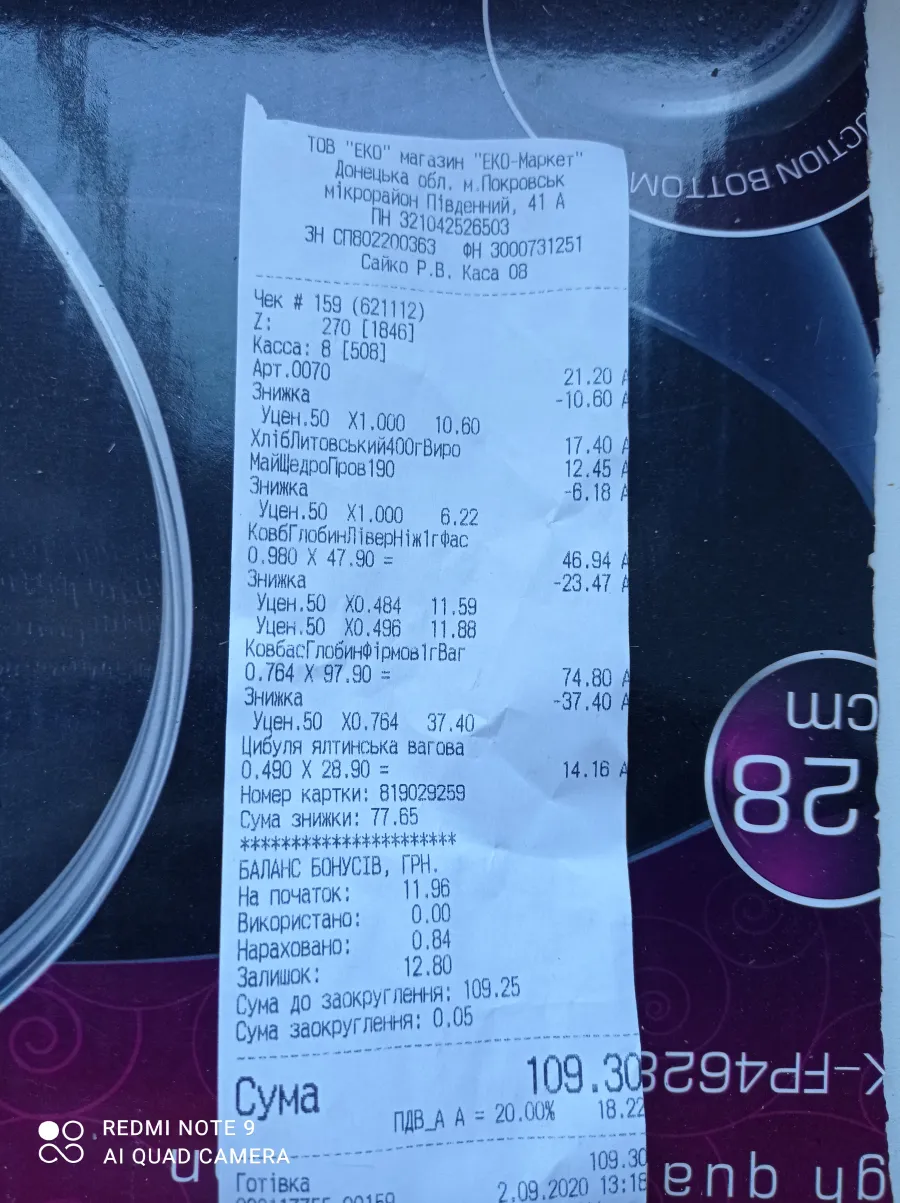 ТОВ "ЕКО" магазин "ЕКО-Маркет"
Донецька обл. м.Покровськ
мікрорайон Південний, 41 А
ПН 321042526503
ЗН СП802200363 ФН 3000731251
Сайко Р.В. Каса 08
Чек # 159 (621112)
Z: 270 [1846]
Касса: 8 [508]
Арт.0070 21.20 А
Знижка -10.60 А
Уцен.50 X1.000 10.60
ХлібЛитовський400гВиро 17.40 А
МайЩедроПров190 12.45 А
Знижка -6.18 А
Уцен.50 X1.000 6.22
КовбГлобинЛіверНіж1гФас
0.980 X 47.90 = 46.94 А
Знижка -23.47 А
Уцен.50 X0.484 11.59
Уцен.50 X0.496 11.88
КовбасГлобинФірмов1гВаг
0.764 X 97.90 = 74.80 А
Знижка -37.40 А
Уцен.50 X0.764 37.40
Цибуля ялтинська вагова
0.490 X 28.90 = 14.16 А
Номер картки: 819029259
Сума знижки: 77.65
*********************
БАЛАНС БОНУСІВ, ГРН.
На початок: 11.96
Використано: 0.00
Нараховано: 0.84
Залишок: 12.80
Сума до заокруглення: 109.25
Сума заокруглення: 0.05
Сума 109.30
ПДВ_А А = 20.00% 18.22
Готівка 109.30
2.09.2020 13:18
UCTION BOTTOM
28
cm
K-FP4628
gh qua
REDMI NOTE 9
AI QUAD CAMERA